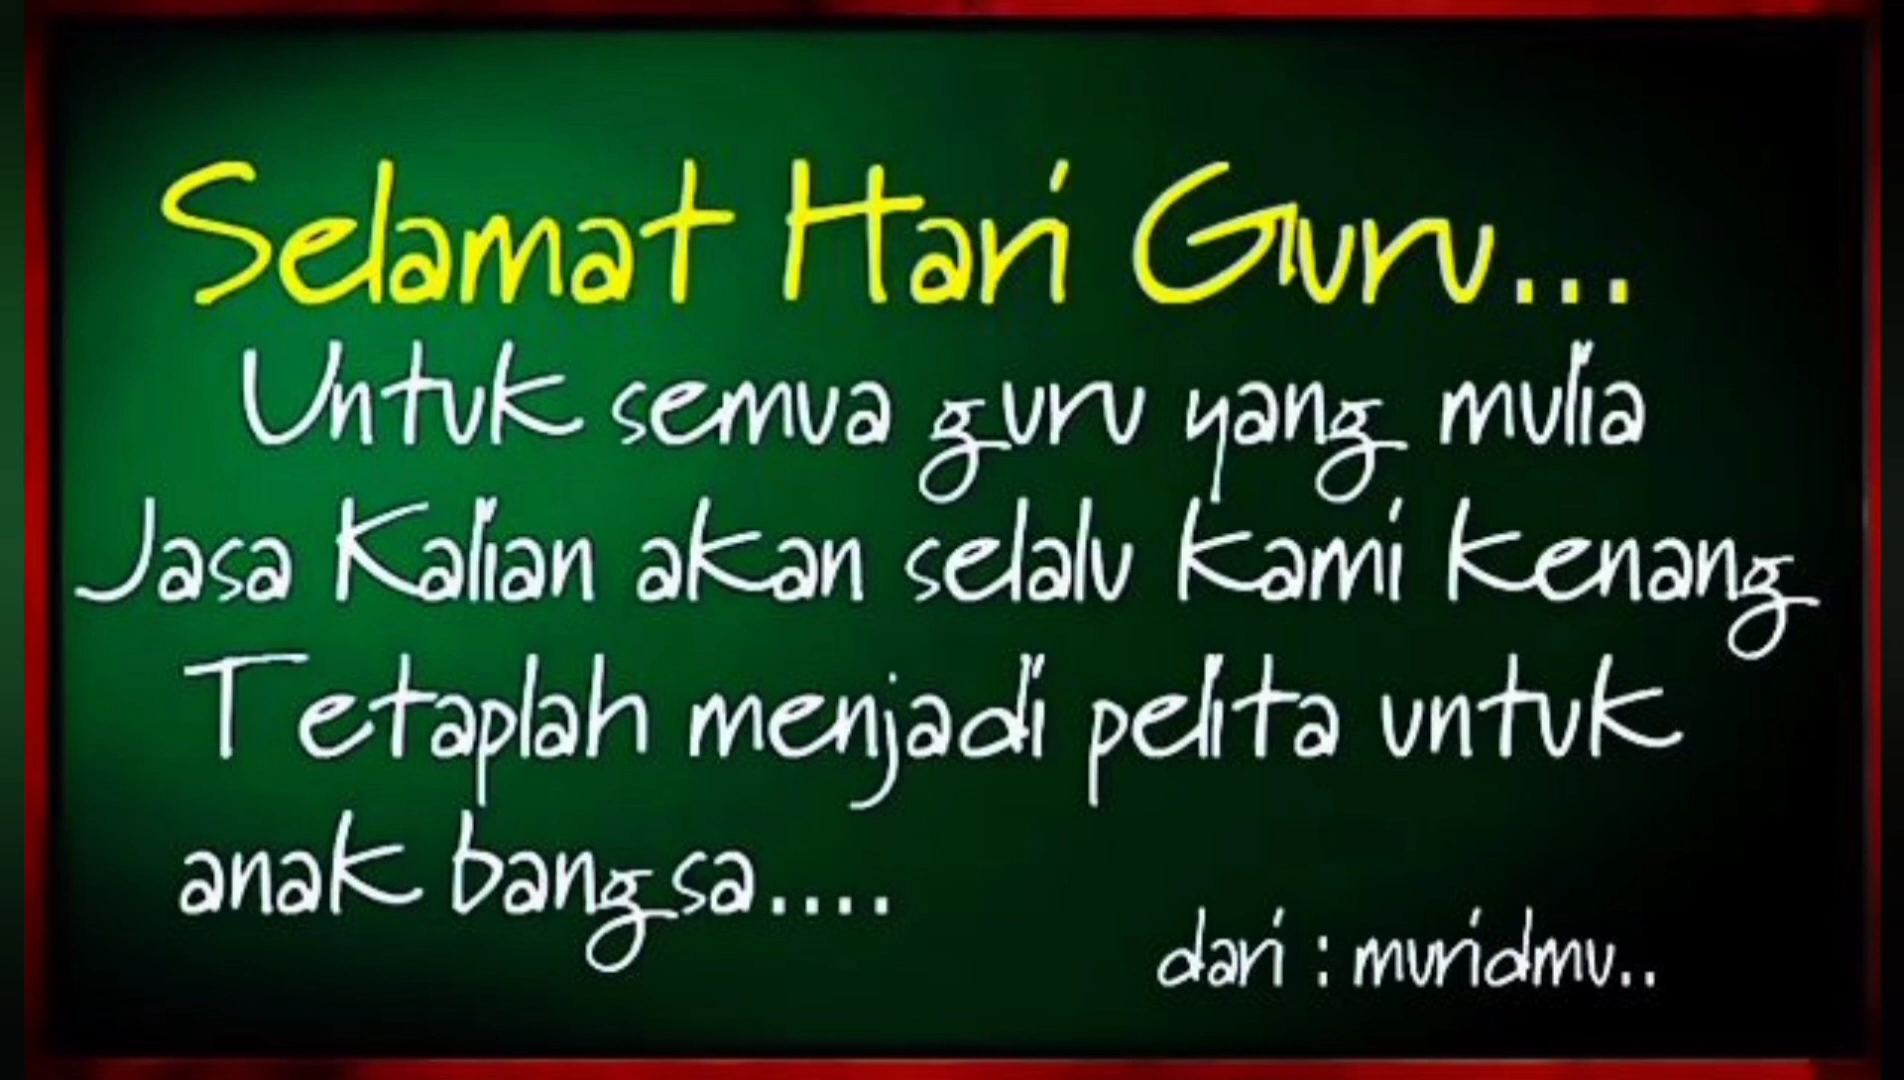 Selamat Hari Guru...
Untuk semua guru yang mulia
Jasa Kalian akan selalu kami kenang
Tetaplah menjadi pelita untuk
anak bangsa....
dari : muridmu..